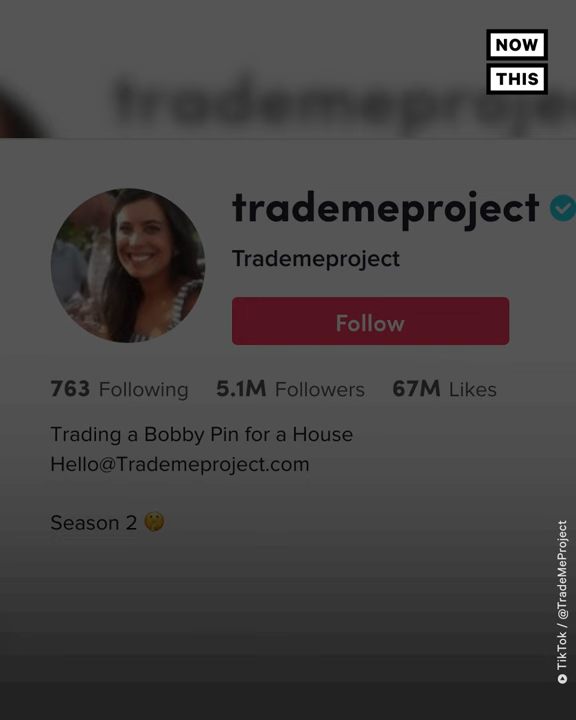 NOW
THIS
trademeproje
trademeproject
Trademeproject
Follow
763 Following 5.1M Followers 67M Likes
Trading a Bobby Pin for a House
Hello@Trademeproject.com
Season 2 🤫
TikTok / @TradeMeProject